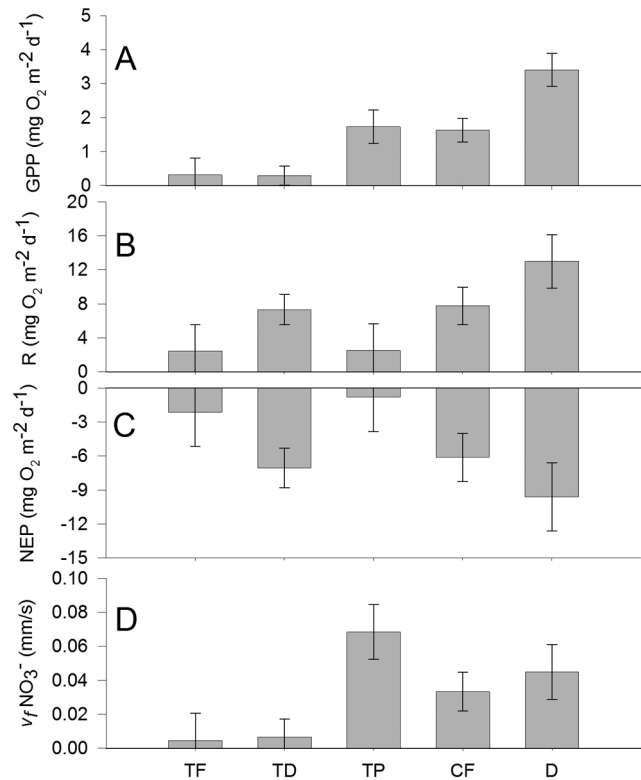 5
4
3
2
1
0
A
GPP (mg O₂ m⁻² d⁻¹)
20
16
12
8
4
0
B
R (mg O₂ m⁻² d⁻¹)
0
-3
-6
-9
-12
-15
C
NEP (mg O₂ m⁻² d⁻¹)
0.10
0.08
0.06
0.04
0.02
0.00
D
vf NO₃⁻ (mm/s)
TF TD TP CF D